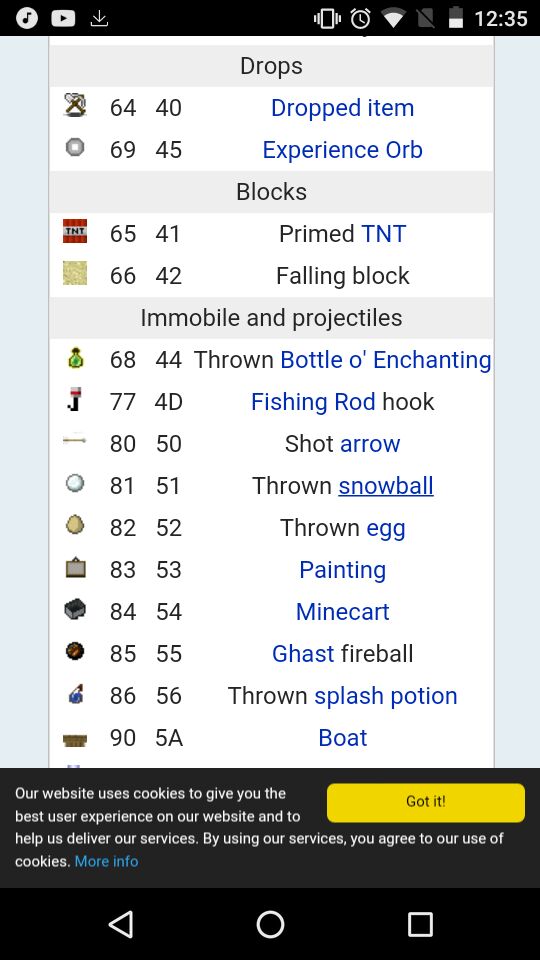 12:35
Drops
64 40 Dropped item
69 45 Experience Orb
Blocks
TNT 65 41 Primed TNT
66 42 Falling block
Immobile and projectiles
68 44 Thrown Bottle o' Enchanting
77 4D Fishing Rod hook
80 50 Shot arrow
81 51 Thrown snowball
82 52 Thrown egg
83 53 Painting
84 54 Minecart
85 55 Ghast fireball
86 56 Thrown splash potion
90 5A Boat
Our website uses cookies to give you the
best user experience on our website and to
help us deliver our services. By using our services, you agree to our use of
cookies. More info
Got it!